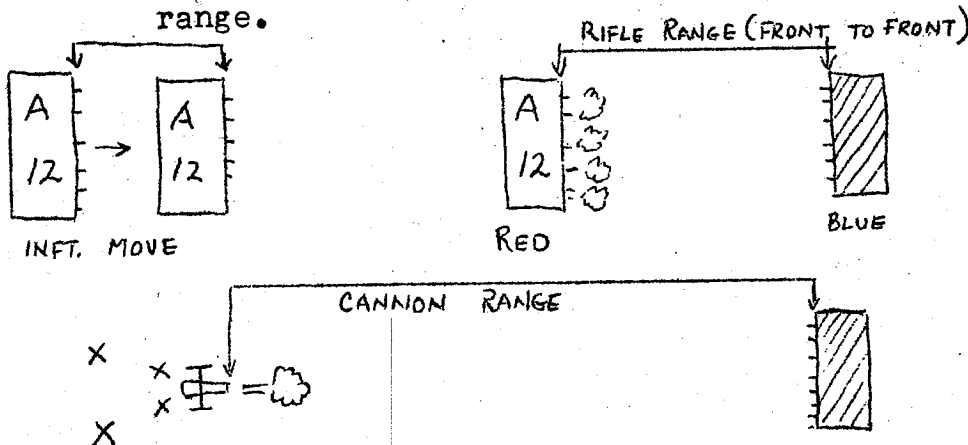 range.
RIFLE RANGE (FRONT TO FRONT)
A
12
A
12
A
12
INFT. MOVE
RED
BLUE
CANNON RANGE
X
X
X
X